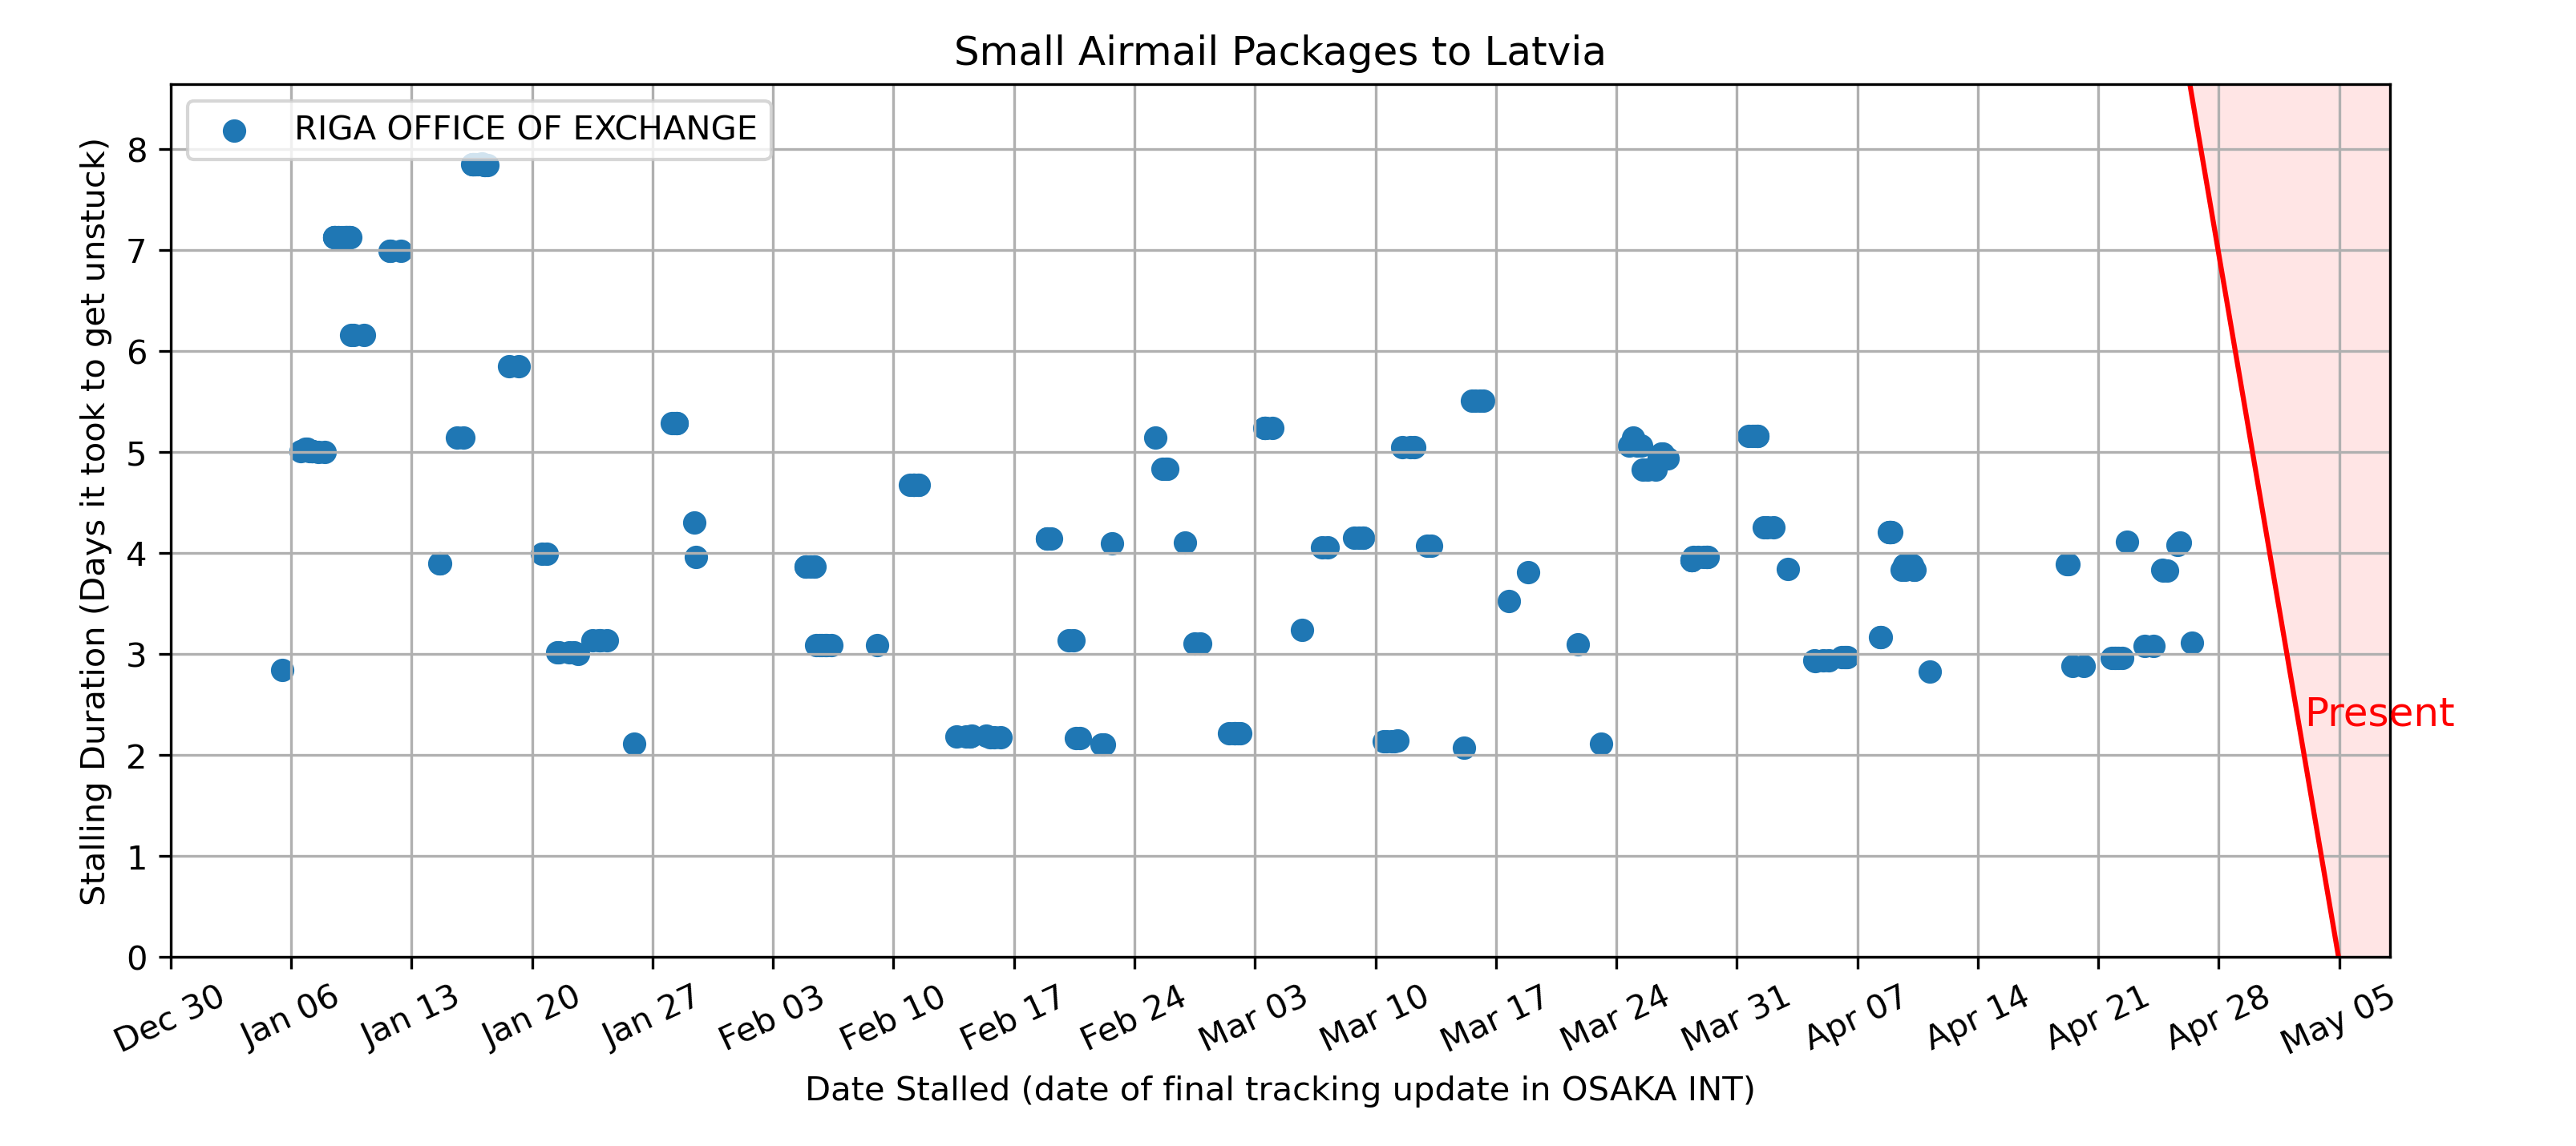 Small Airmail Packages to Latvia
RIGA OFFICE OF EXCHANGE
Stalling Duration (Days it took to get unstuck)
8
7
6
5
4
3
2
1
0
Present
Dec 30 Jan 06 Jan 13 Jan 20 Jan 27 Feb 03 Feb 10 Feb 17 Feb 24 Mar 03 Mar 10 Mar 17 Mar 24 Mar 31 Apr 07 Apr 14 Apr 21 Apr 28 May 05
Date Stalled (date of final tracking update in OSAKA INT)